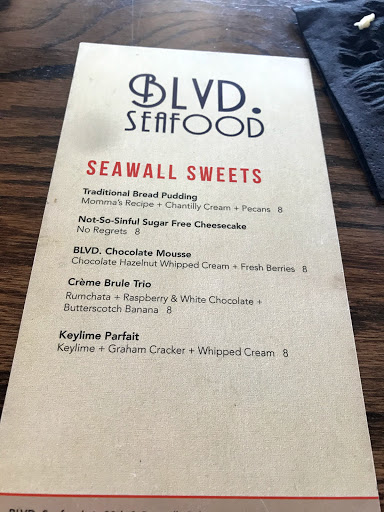 BLVD.
SEAFOOD
SEAWALL SWEETS
Traditional Bread Pudding
Momma's Recipe + Chantilly Cream + Pecans 8
Not-So-Sinful Sugar Free Cheesecake
No Regrets 8
BLVD. Chocolate Mousse
Chocolate Hazelnut Whipped Cream + Fresh Berries 8
Crème Brule Trio
Rumchata + Raspberry & White Chocolate +
Butterscotch Banana 8
Keylime Parfait
Keylime + Graham Cracker + Whipped Cream 8